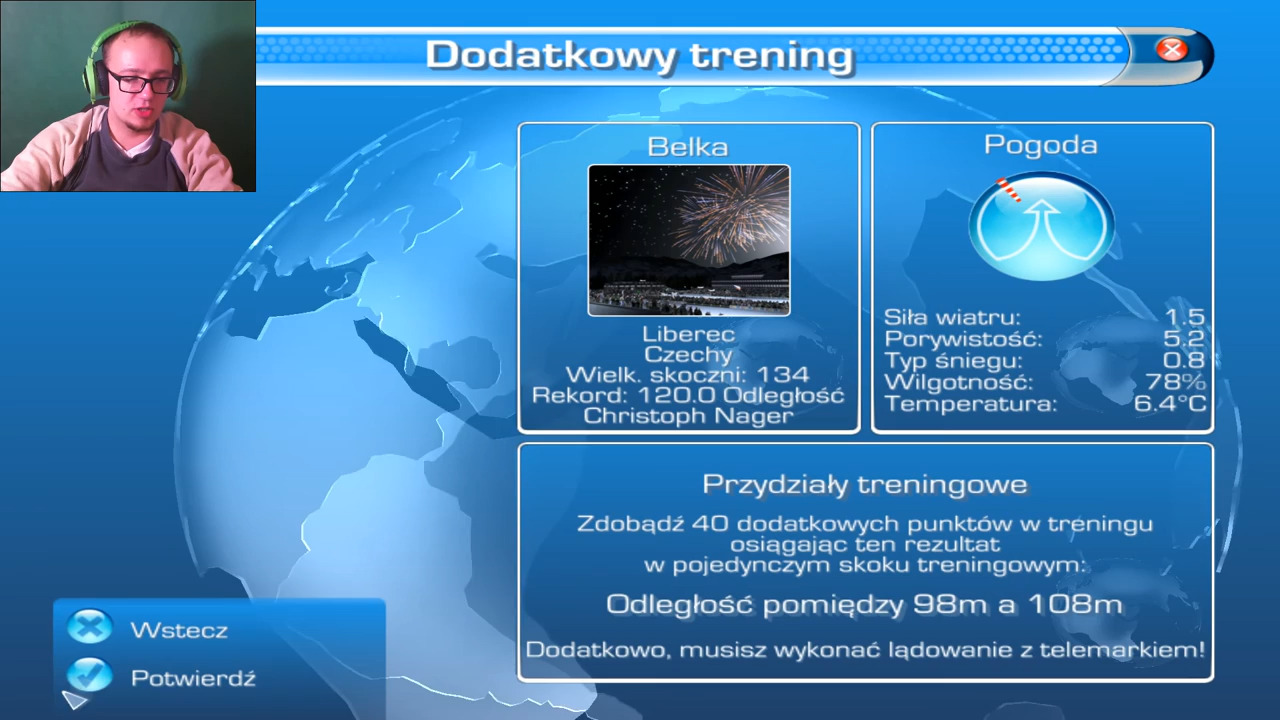 Dodatkowy trening
Belka
Liberec
Czechy
Wielk. skoczni: 134
Rekord: 120.0 Odległość
Christoph Nager
Pogoda
Siła wiatru: 1.5
Porywistość: 5.2
Typ śniegu: 0.8
Wilgotność: 78%
Temperatura: 6.4°C
Przydziały treningowe
Zdobądź 40 dodatkowych punktów w treningu
osiągając ten rezultat
w pojedynczym skoku treningowym:
Odległość pomiędzy 98m a 108m
Dodatkowo, musisz wykonać lądowanie z telemarkiem!
Wstecz
Potwierdź